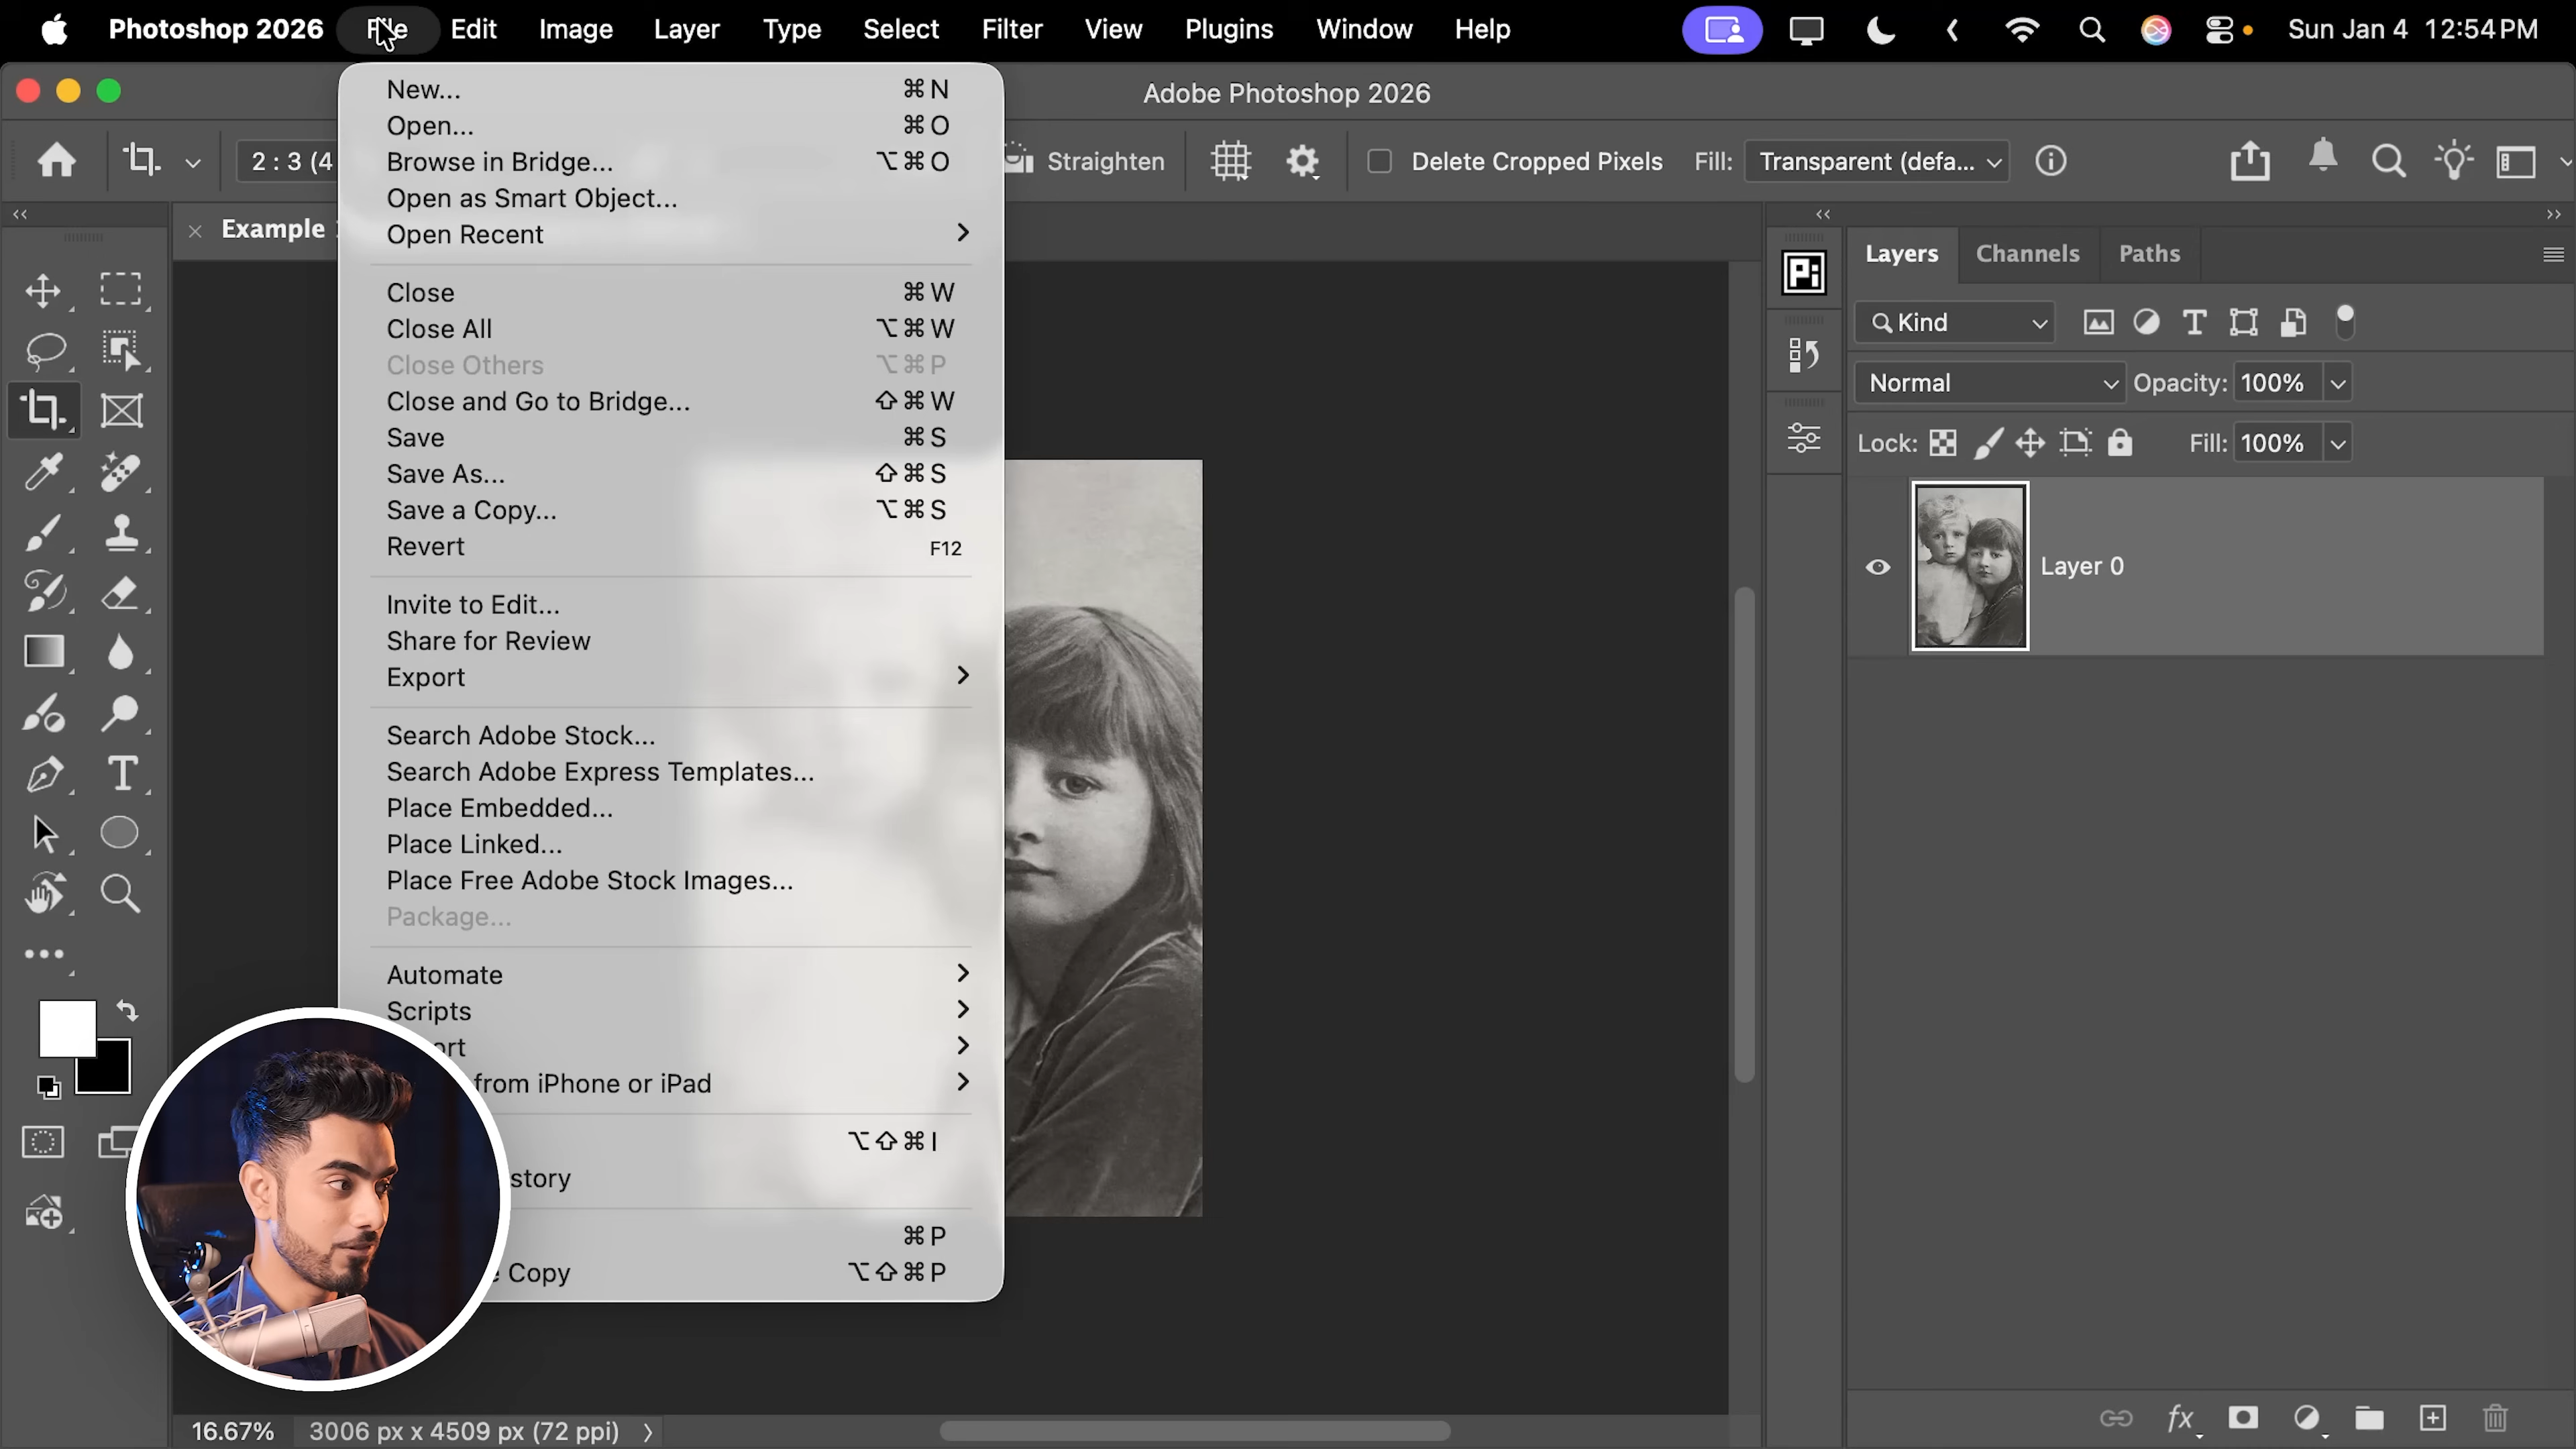 Photoshop 2026 File Edit Image Layer Type Select Filter View Plugins Window Help Sun Jan 4 12:54 PM
Adobe Photoshop 2026
2 : 3 (4 Straighten Delete Cropped Pixels Fill: Transparent (defa...
Example
New... ⌘ N
Open... ⌘ O
Browse in Bridge... ⌥ ⌘ O
Open as Smart Object...
Open Recent
Close ⌘ W
Close All ⌥ ⌘ W
Close Others ⌥ ⌘ P
Close and Go to Bridge... ⇧ ⌘ W
Save ⌘ S
Save As... ⇧ ⌘ S
Save a Copy... ⌥ ⌘ S
Revert F12
Invite to Edit...
Share for Review
Export
Search Adobe Stock...
Search Adobe Express Templates...
Place Embedded...
Place Linked...
Place Free Adobe Stock Images...
Package...
Automate
Scripts
ort
from iPhone or iPad
⌥ ⇧ ⌘ I
story
⌘ P
Copy ⌥ ⇧ ⌘ P
Pi
Layers Channels Paths
Kind
Normal Opacity: 100%
Lock: Fill: 100%
Layer 0
fx
16.67% 3006 px x 4509 px (72 ppi)